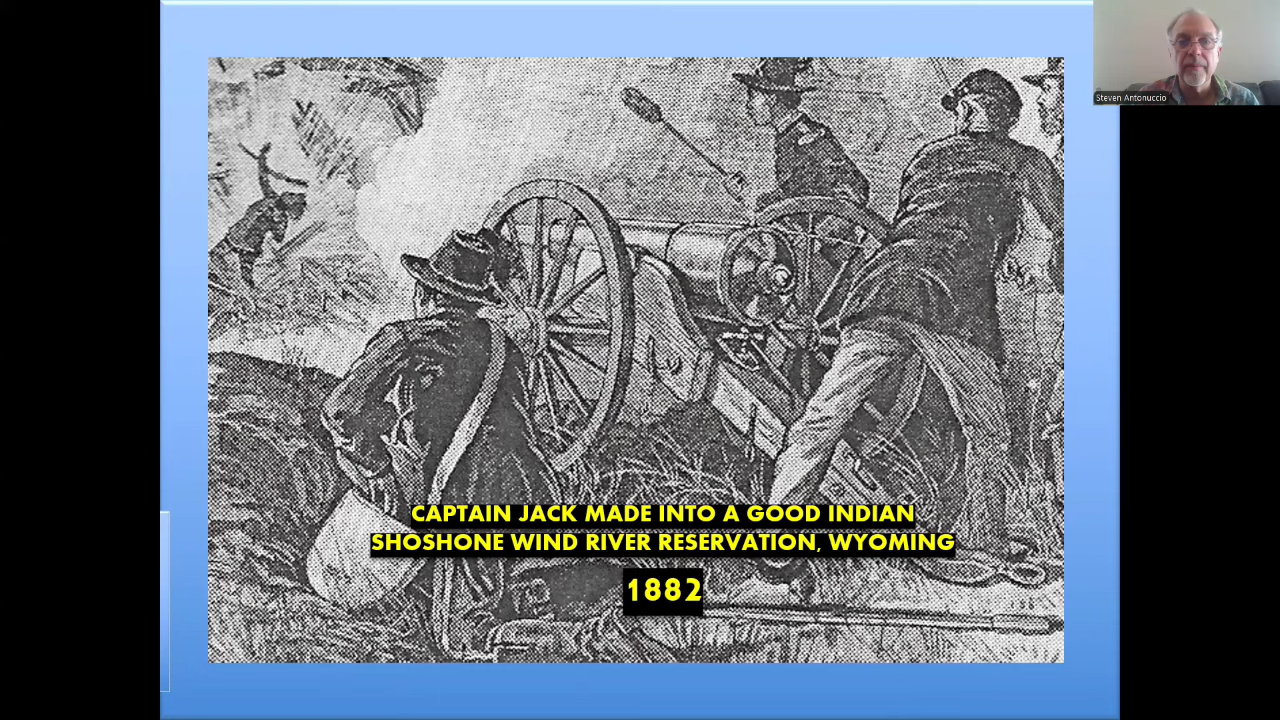 Steven Antonuccio
CAPTAIN JACK MADE INTO A GOOD INDIAN
SHOSHONE WIND RIVER RESERVATION, WYOMING
1882